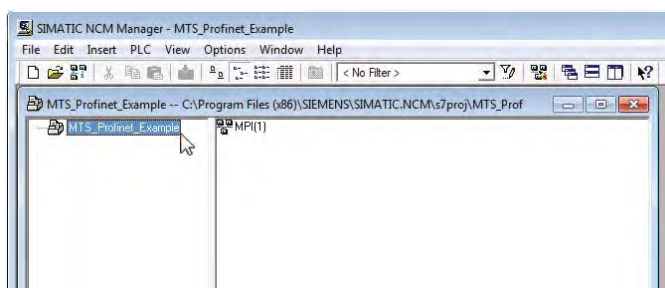 SIMATIC NCM Manager - MTS_Profinet_Example
File Edit Insert PLC View Options Window Help
< No Filter >
MTS_Profinet_Example -- C:\Program Files (x86)\SIEMENS\SIMATIC.NCM\s7proj\MTS_Prof
MTS_Profinet_Example MPI(1)